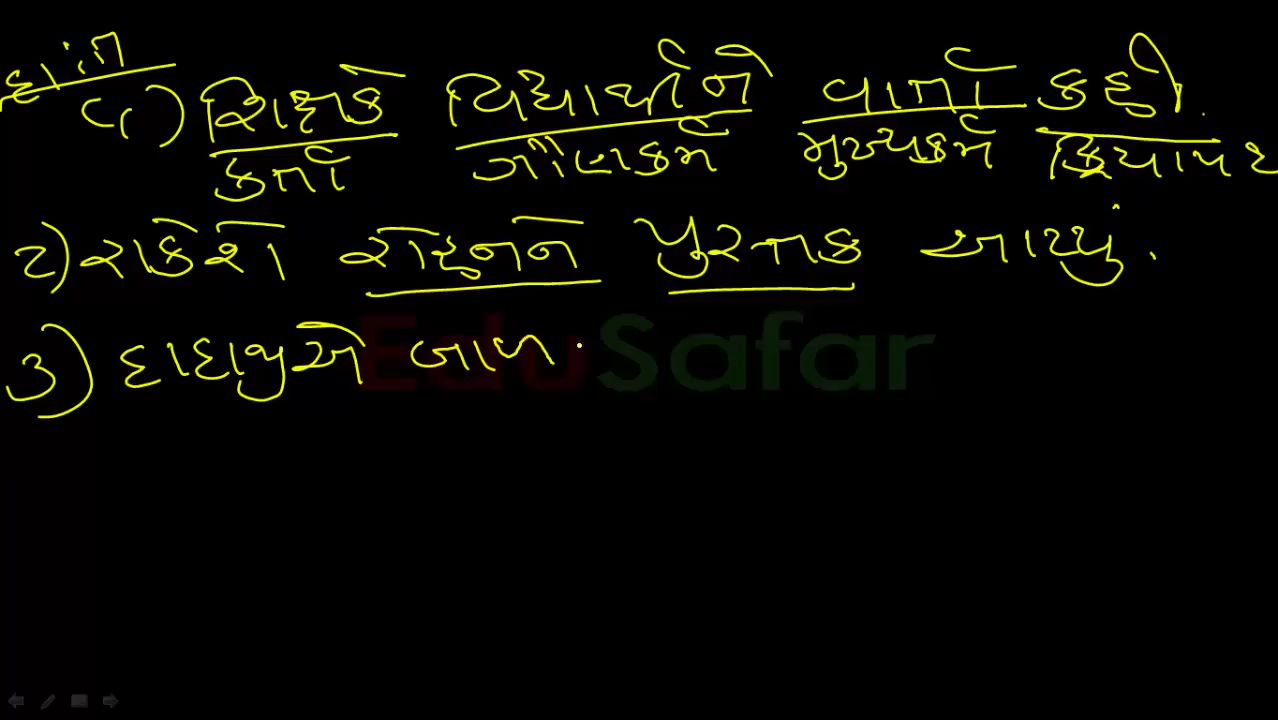 ૧) શિક્ષકે વિદ્યાર્થીને વાર્તા કહી.
કર્તા ગૌણકર્મ મુખ્યકર્મ ક્રિયાપદ
૨) રાકેશે રોહનને પુસ્તક આપ્યું.
૩) દાદાજીએ બાળ
EduSafar